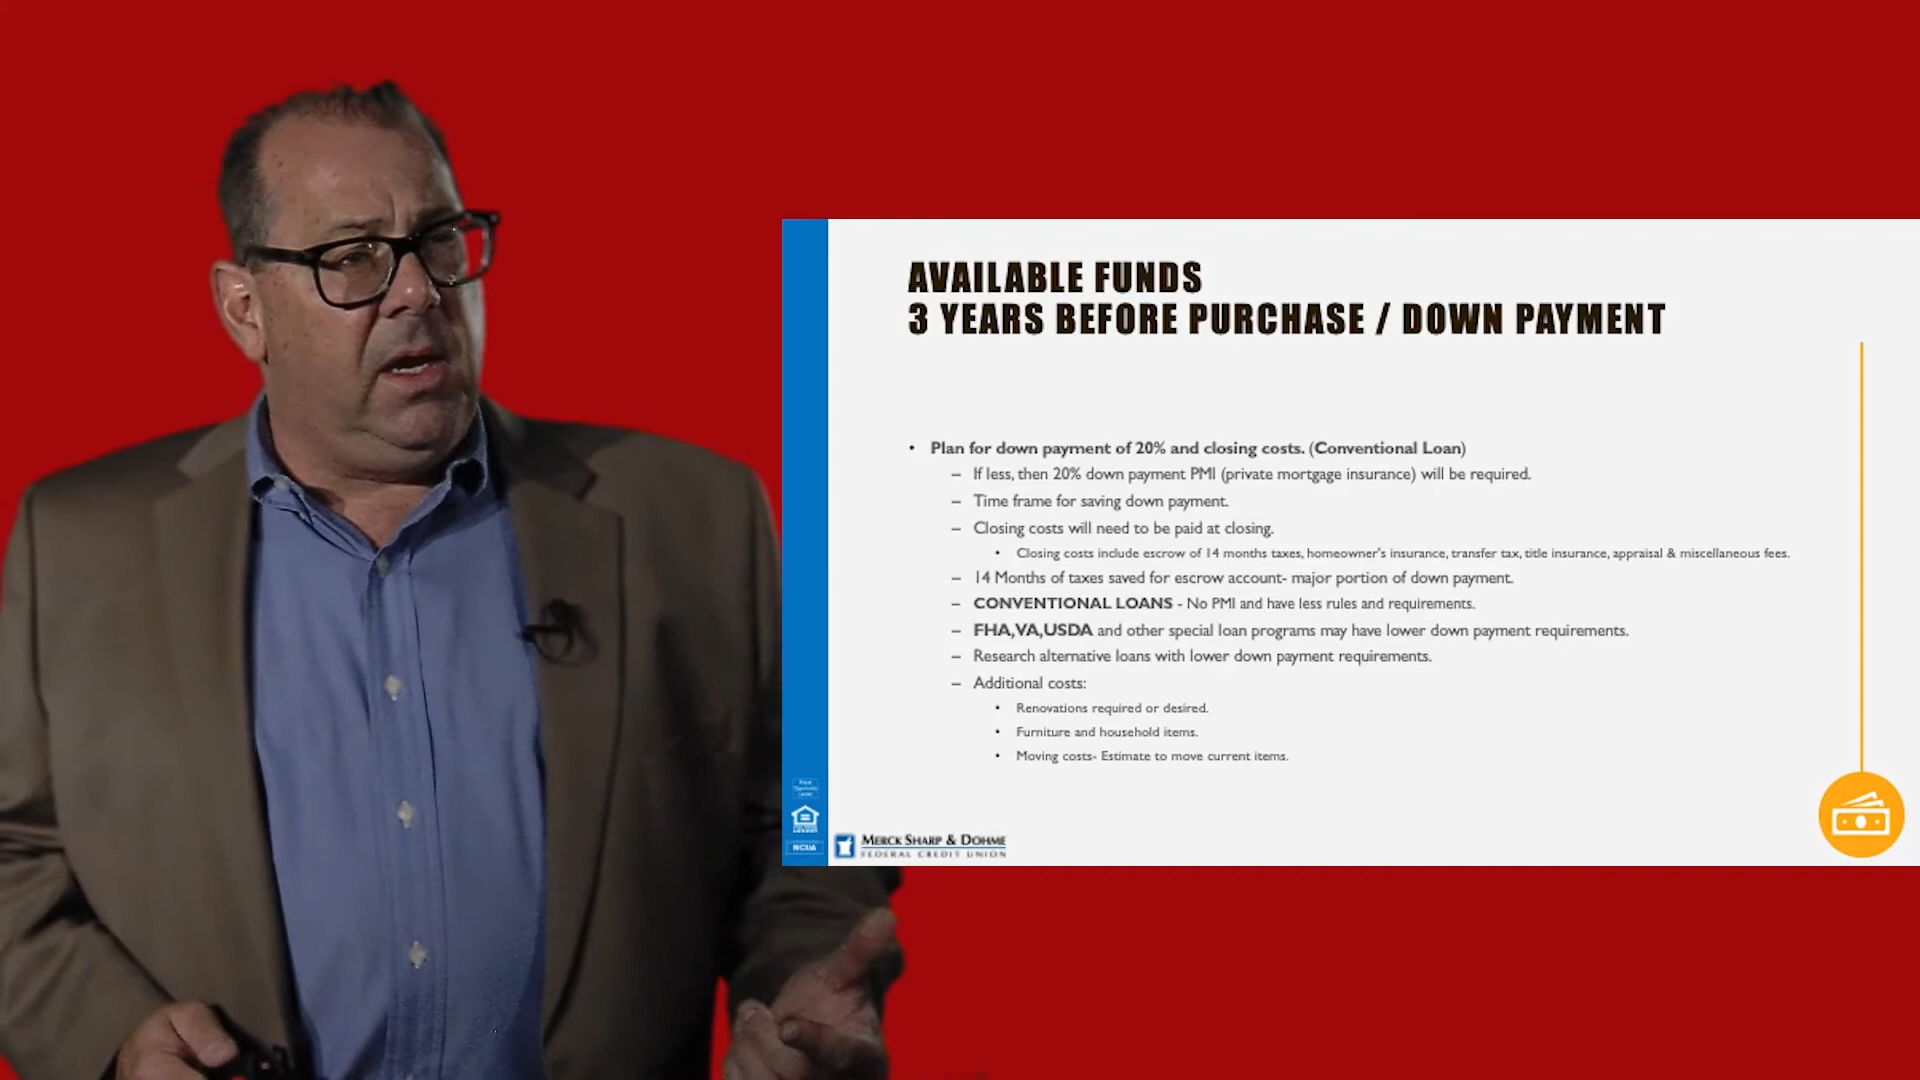 AVAILABLE FUNDS
3 YEARS BEFORE PURCHASE / DOWN PAYMENT
• Plan for down payment of 20% and closing costs. (Conventional Loan)
– If less, then 20% down payment PMI (private mortgage insurance) will be required.
– Time frame for saving down payment.
– Closing costs will need to be paid at closing.
• Closing costs include escrow of 14 months taxes, homeowner's insurance, transfer tax, title insurance, appraisal & miscellaneous fees.
– 14 Months of taxes saved for escrow account- major portion of down payment.
– CONVENTIONAL LOANS - No PMI and have less rules and requirements.
– FHA,VA,USDA and other special loan programs may have lower down payment requirements.
– Research alternative loans with lower down payment requirements.
– Additional costs:
• Renovations required or desired.
• Furniture and household items.
• Moving costs- Estimate to move current items.
NCUA
MERCK SHARP & DOHME
FEDERAL CREDIT UNION